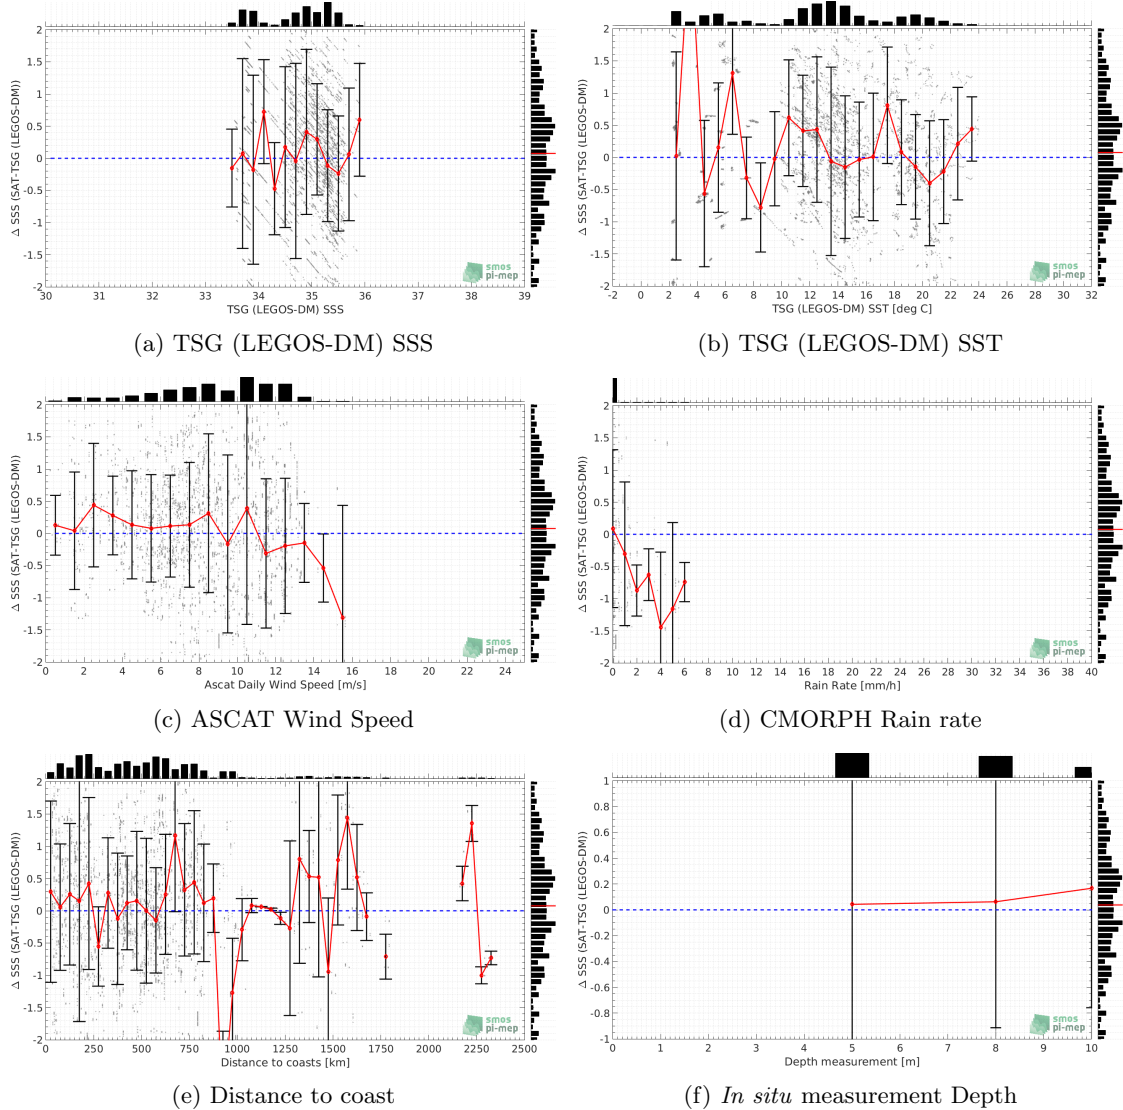 2
1.5
1
0.5
0
-0.5
-1
-1.5
-2
Δ SSS (SAT-TSG (LEGOS-DM))
30 31 32 33 34 35 36 37 38 39
TSG (LEGOS-DM) SSS
smos
pi-mep
(a) TSG (LEGOS-DM) SSS
2
1.5
1
0.5
0
-0.5
-1
-1.5
-2
Δ SSS (SAT-TSG (LEGOS-DM))
-2 0 2 4 6 8 10 12 14 16 18 20 22 24 26 28 30 32
TSG (LEGOS-DM) SST [deg C]
smos
pi-mep
(b) TSG (LEGOS-DM) SST
2
1.5
1
0.5
0
-0.5
-1
-1.5
-2
Δ SSS (SAT-TSG (LEGOS-DM))
0 2 4 6 8 10 12 14 16 18 20 22 24
Ascat Daily Wind Speed [m/s]
smos
pi-mep
(c) ASCAT Wind Speed
2
1.5
1
0.5
0
-0.5
-1
-1.5
-2
Δ SSS (SAT-TSG (LEGOS-DM))
0 2 4 6 8 10 12 14 16 18 20 22 24 26 28 30 32 34 36 38 40
Rain Rate [mm/h]
smos
pi-mep
(d) CMORPH Rain rate
2
1.5
1
0.5
0
-0.5
-1
-1.5
-2
Δ SSS (SAT-TSG (LEGOS-DM))
0 250 500 750 1000 1250 1500 1750 2000 2250 2500
Distance to coasts [km]
smos
pi-mep
(e) Distance to coast
1
0.8
0.6
0.4
0.2
0
-0.2
-0.4
-0.6
-0.8
-1
Δ SSS (SAT-TSG (LEGOS-DM))
0 1 2 3 4 5 6 7 8 9 10
Depth measurement [m]
smos
pi-mep
(f) In situ measurement Depth